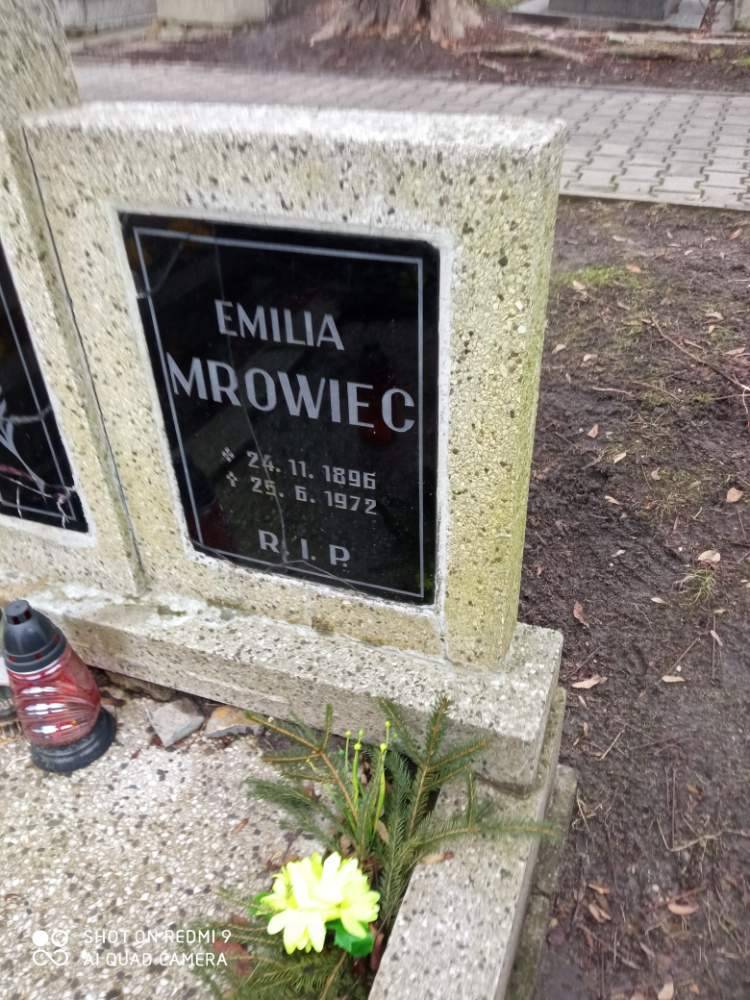 EMILIA
MROWIEC
24. 11. 1896
25. 6. 1972
R. I. P.
SHOT ON REDMI 9
AI QUAD CAMERA